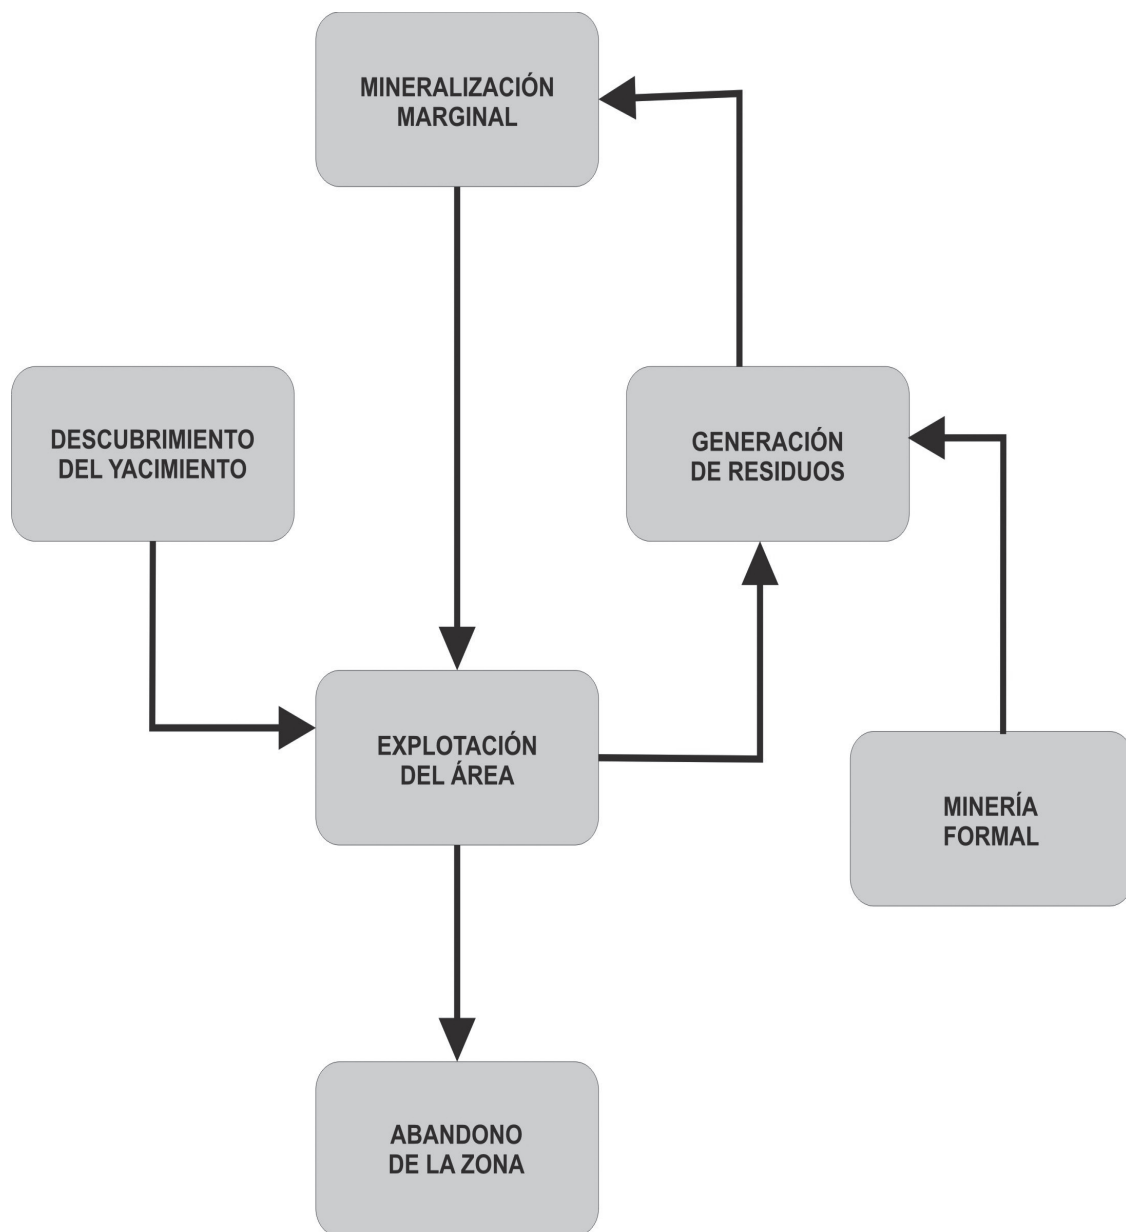 MINERALIZACIÓN
MARGINAL
DESCUBRIMIENTO
DEL YACIMIENTO
GENERACIÓN
DE RESIDUOS
EXPLOTACIÓN
DEL ÁREA
MINERÍA
FORMAL
ABANDONO
DE LA ZONA